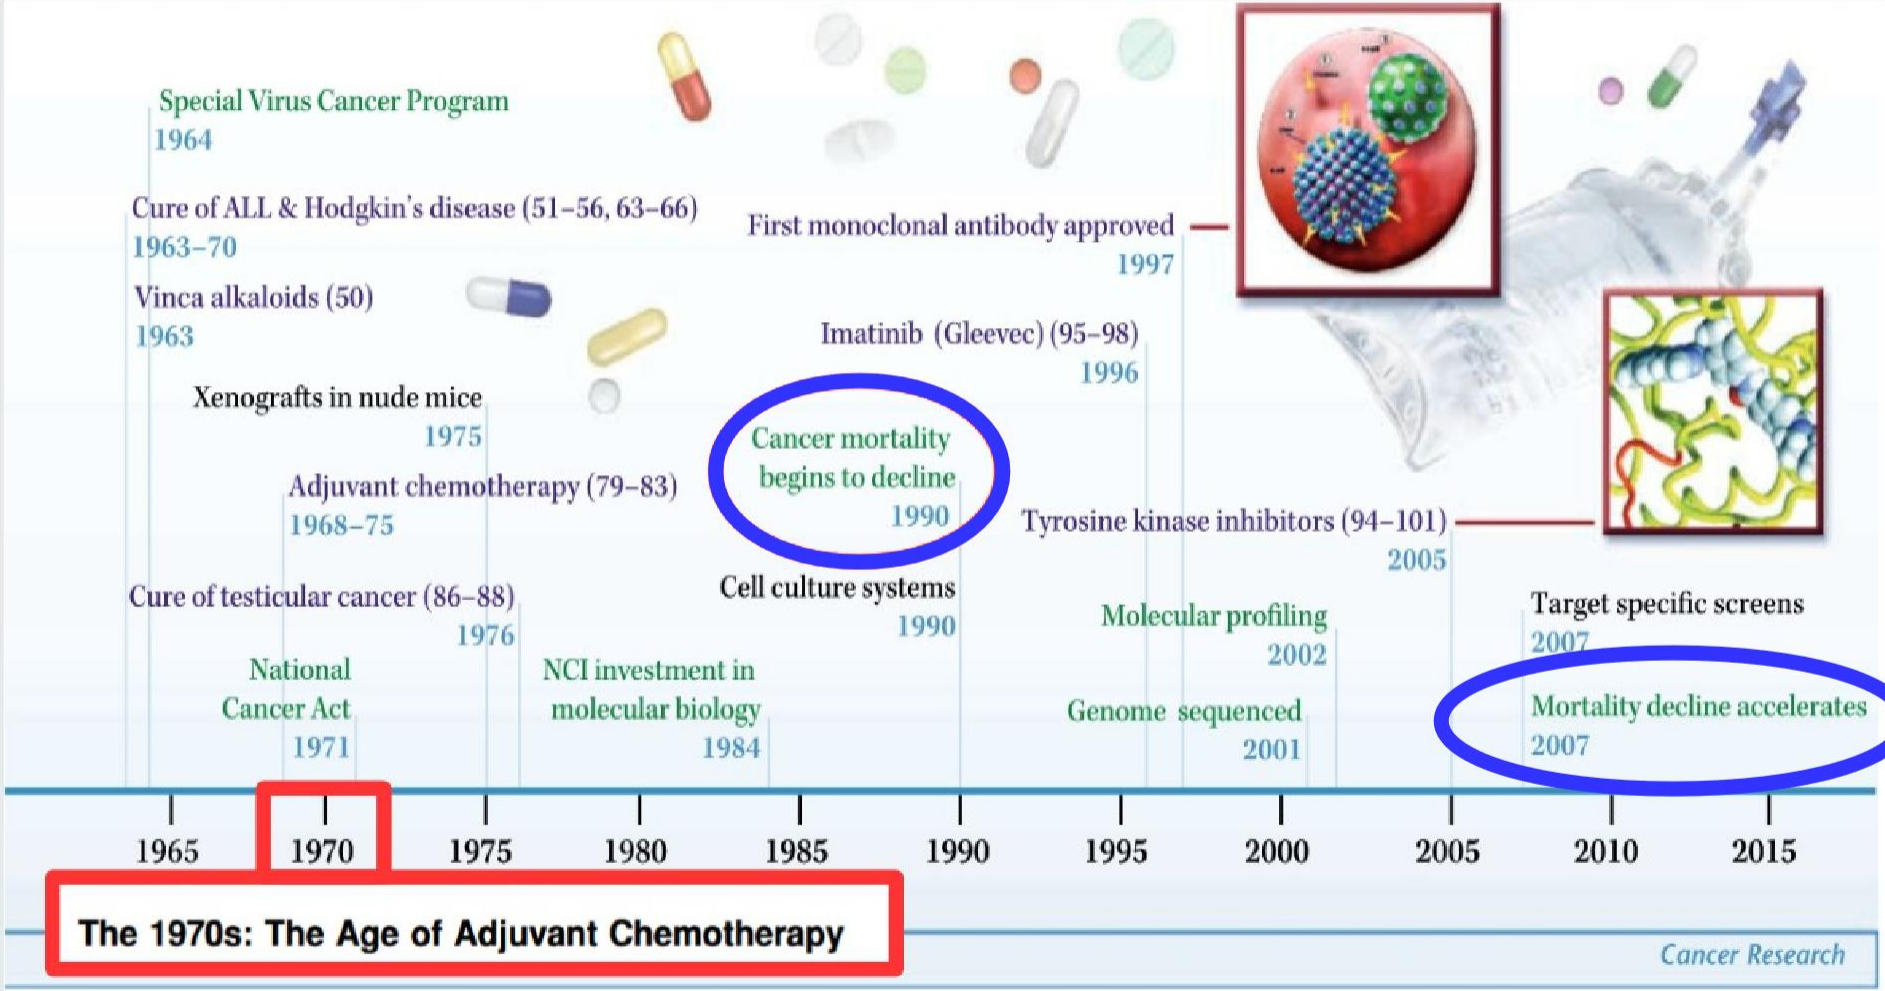 Special Virus Cancer Program
1964
Cure of ALL & Hodgkin's disease (51–56, 63–66)
1963–70
First monoclonal antibody approved
1997
Vinca alkaloids (50)
1963
Imatinib (Gleevec) (95–98)
1996
Xenografts in nude mice
1975
Cancer mortality
begins to decline
1990
Adjuvant chemotherapy (79–83)
1968–75
Tyrosine kinase inhibitors (94–101)
2005
Cure of testicular cancer (86–88)
1976
Cell culture systems
1990
Molecular profiling
2002
Target specific screens
2007
National
Cancer Act
1971
NCI investment in
molecular biology
1984
Genome sequenced
2001
Mortality decline accelerates
2007
1965 1970 1975 1980 1985 1990 1995 2000 2005 2010 2015
The 1970s: The Age of Adjuvant Chemotherapy
Cancer Research